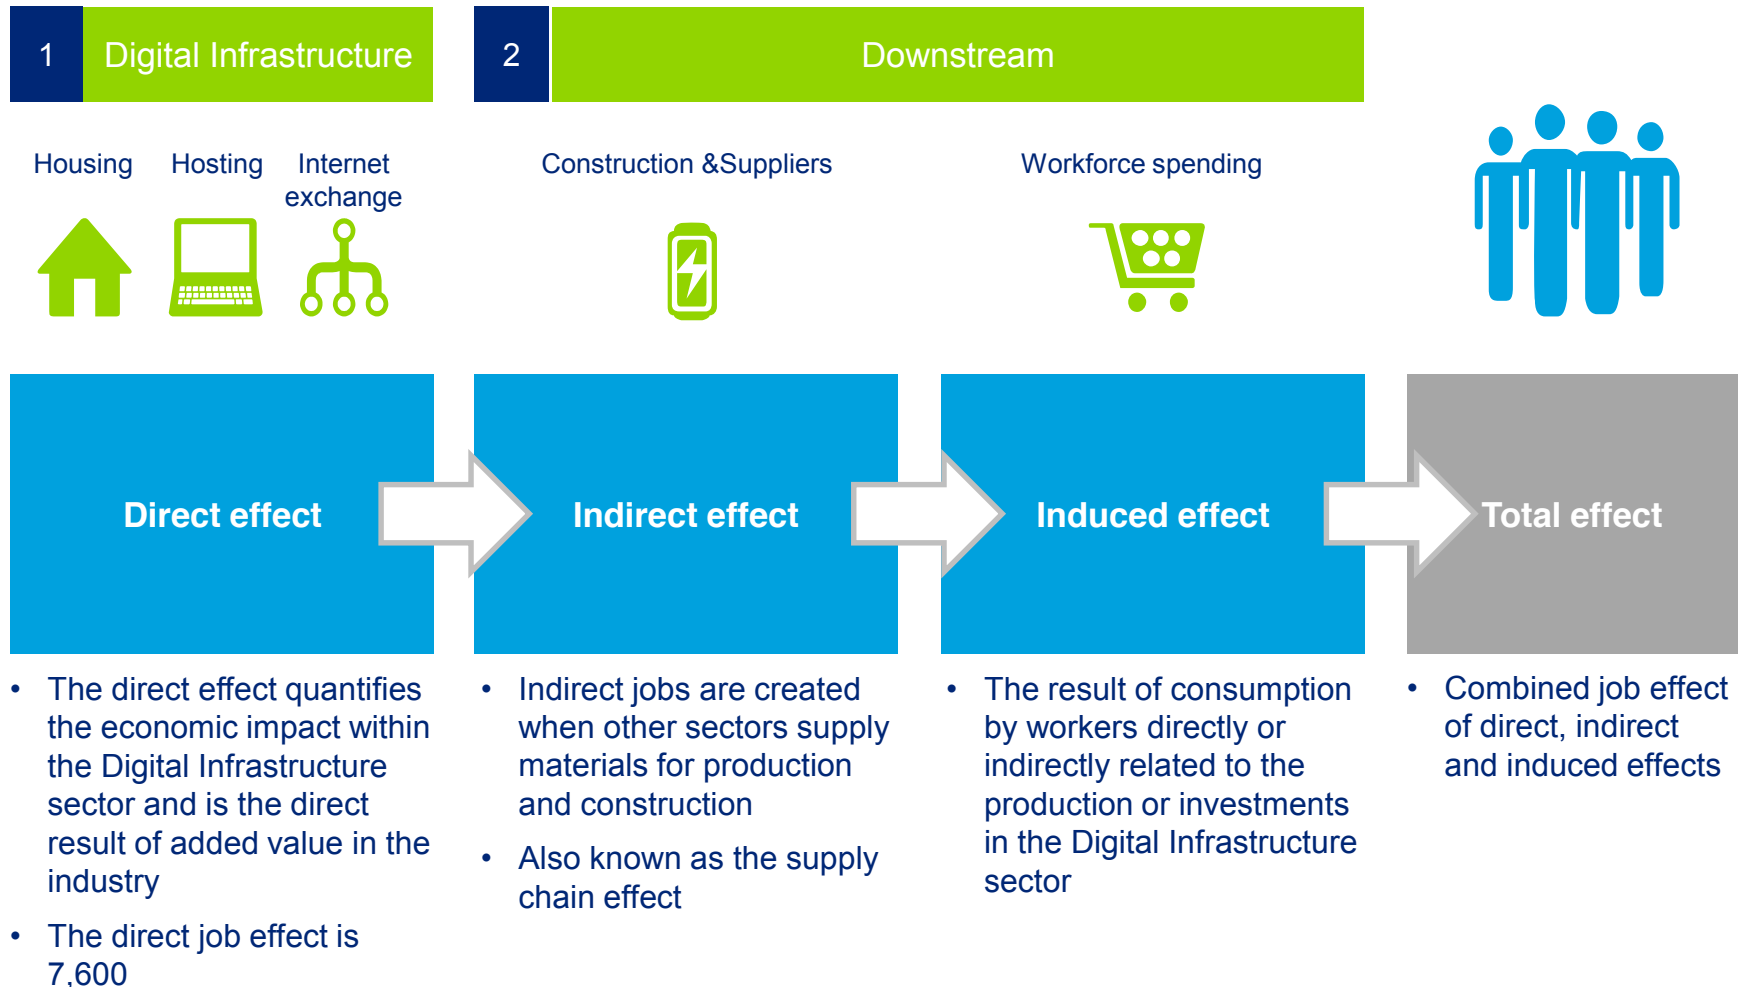 1 Digital Infrastructure
2 Downstream
Housing
Hosting
Internet
exchange
Construction &Suppliers
Workforce spending
Direct effect
Indirect effect
Induced effect
Total effect
• The direct effect quantifies
the economic impact within
the Digital Infrastructure
sector and is the direct
result of added value in the
industry
• The direct job effect is
7,600
• Indirect jobs are created
when other sectors supply
materials for production
and construction
• Also known as the supply
chain effect
• The result of consumption
by workers directly or
indirectly related to the
production or investments
in the Digital Infrastructure
sector
• Combined job effect
of direct, indirect
and induced effects